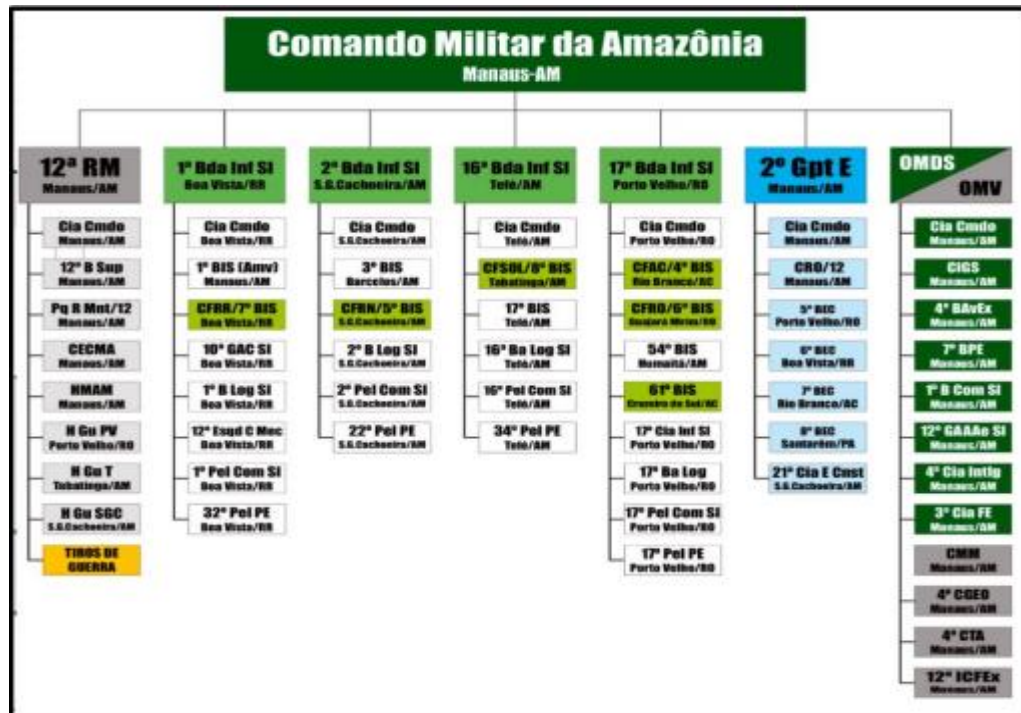 Comando Militar da Amazônia
Manaus-AM
12ª RM
Manaus/AM
Cia Cmdo
Manaus/AM
12º B Sup
Manaus/AM
Pq R Mnt/12
Manaus/AM
CECMA
Manaus/AM
HMAM
Manaus/AM
H Gu PV
Porto Velho/RO
H Gu T
Tabatinga/AM
H Gu SGC
S.G.Cachoeira/AM
TIROS DE
GUERRA
1ª Bda Inf Sl
Boa Vista/RR
Cia Cmdo
Boa Vista/RR
1º BIS (Amv)
Manaus/AM
CFRR/7º BIS
Boa Vista/RR
10º GAC Sl
Boa Vista/RR
1º B Log Sl
Boa Vista/RR
12º Esqd C Mec
Boa Vista/RR
1º Pel Com Sl
Boa Vista/RR
32º Pel PE
Boa Vista/RR
2ª Bda Inf Sl
S.G.Cachoeira/AM
Cia Cmdo
S.G.Cachoeira/AM
3º BIS
Barcelos/AM
CFRN/5º BIS
S.G.Cachoeira/AM
2º B Log Sl
S.G.Cachoeira/AM
2º Pel Com Sl
S.G.Cachoeira/AM
22º Pel PE
S.G.Cachoeira/AM
16ª Bda Inf Sl
Tefé/AM
Cia Cmdo
Tefé/AM
CFSOL/8º BIS
Tabatinga/AM
17º BIS
Tefé/AM
16ª Ba Log Sl
Tefé/AM
16º Pel Com Sl
Tefé/AM
34º Pel PE
Tefé/AM
17ª Bda Inf Sl
Porto Velho/RO
Cia Cmdo
Porto Velho/RO
CFAC/4º BIS
Rio Branco/AC
CFRO/6º BIS
Guajará Mirim/RO
54º BIS
Humaitá/AM
61º BIS
Cruzeiro do Sul/AC
17ª Cia Inf Sl
Porto Velho/RO
17ª Ba Log
Porto Velho/RO
17º Pel Com Sl
Porto Velho/RO
17º Pel PE
Porto Velho/RO
2º Gpt E
Manaus/AM
Cia Cmdo
Manaus/AM
CRO/12
Manaus/AM
5º BEC
Porto Velho/RO
6º BEC
Boa Vista/RR
7º BEC
Rio Branco/AC
8º BEC
Santarém/PA
21ª Cia E Cnst
S.G.Cachoeira/AM
OMDS
OMV
Cia Cmdo
Manaus/AM
CIGS
Manaus/AM
4º BAvEx
Manaus/AM
7º BPE
Manaus/AM
1º B Com Sl
Manaus/AM
12º GAAAe Sl
Manaus/AM
4ª Cia Intlg
Manaus/AM
3ª Cia FE
Manaus/AM
CMM
Manaus/AM
4º CGEO
Manaus/AM
4º CTA
Manaus/AM
12ª ICFEx
Manaus/AM